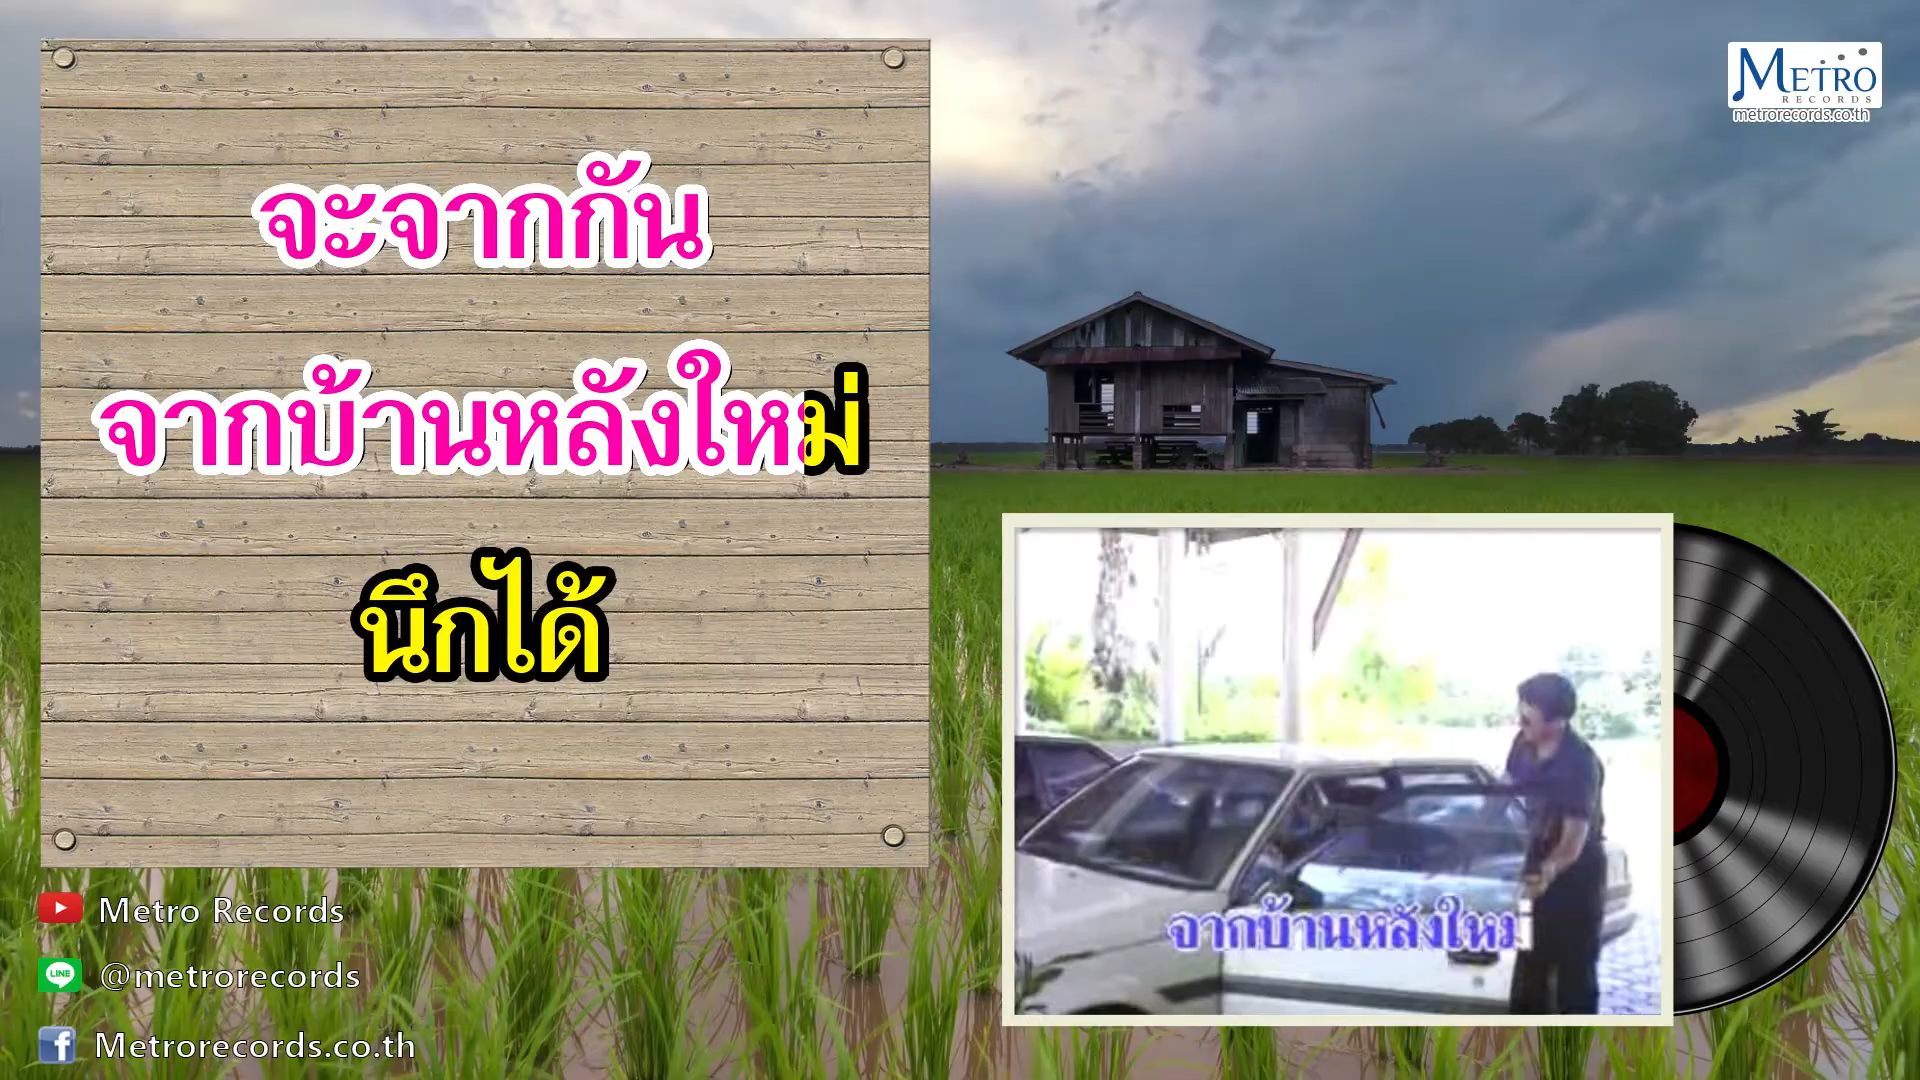 จะจากกัน
จากบ้านหลังใหม่
นึกได้
METRO
RECORDS
metrorecords.co.th
จากบ้านหลังใหม
Metro Records
LINE
@metrorecords
f Metrorecords.co.th